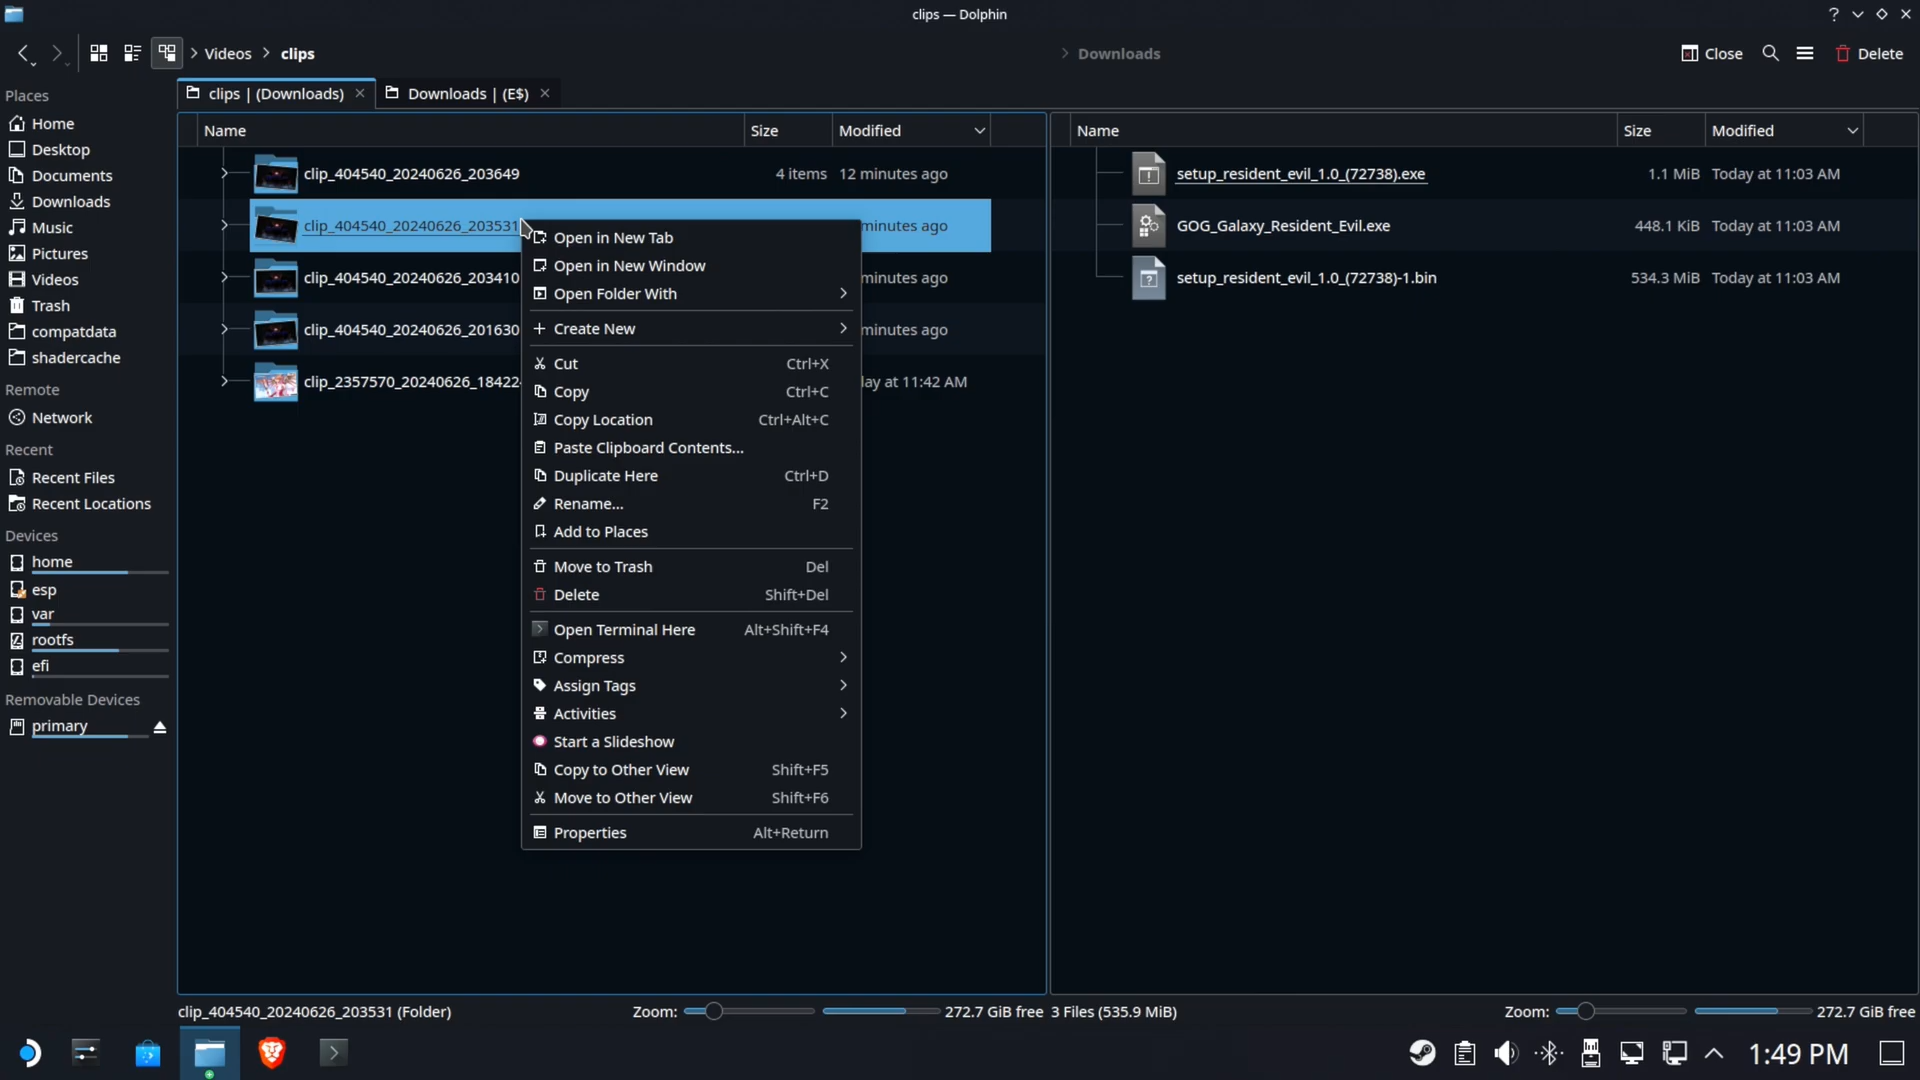 clips — Dolphin
Videos > clips
> Downloads
Close
Delete
Places
Home
Desktop
Documents
Downloads
Music
Pictures
Videos
Trash
compatdata
shadercache
Remote
Network
Recent
Recent Files
Recent Locations
Devices
home
esp
var
rootfs
efi
Removable Devices
primary
clips | (Downloads)
Downloads | (E$)
Name Size Modified
clip_404540_20240626_203649 4 items 12 minutes ago
clip_404540_20240626_203531 minutes ago
clip_404540_20240626_203410 minutes ago
clip_404540_20240626_201630 minutes ago
clip_2357570_20240626_18422 at 11:42 AM
Open in New Tab
Open in New Window
Open Folder With
Create New
Cut Ctrl+X
Copy Ctrl+C
Copy Location Ctrl+Alt+C
Paste Clipboard Contents...
Duplicate Here Ctrl+D
Rename... F2
Add to Places
Move to Trash Del
Delete Shift+Del
Open Terminal Here Alt+Shift+F4
Compress
Assign Tags
Activities
Start a Slideshow
Copy to Other View Shift+F5
Move to Other View Shift+F6
Properties Alt+Return
Name Size Modified
setup_resident_evil_1.0_(72738).exe 1.1 MiB Today at 11:03 AM
GOG_Galaxy_Resident_Evil.exe 448.1 KiB Today at 11:03 AM
setup_resident_evil_1.0_(72738)-1.bin 534.3 MiB Today at 11:03 AM
clip_404540_20240626_203531 (Folder) Zoom: 272.7 GiB free
3 Files (535.9 MiB) Zoom: 272.7 GiB free
1:49 PM